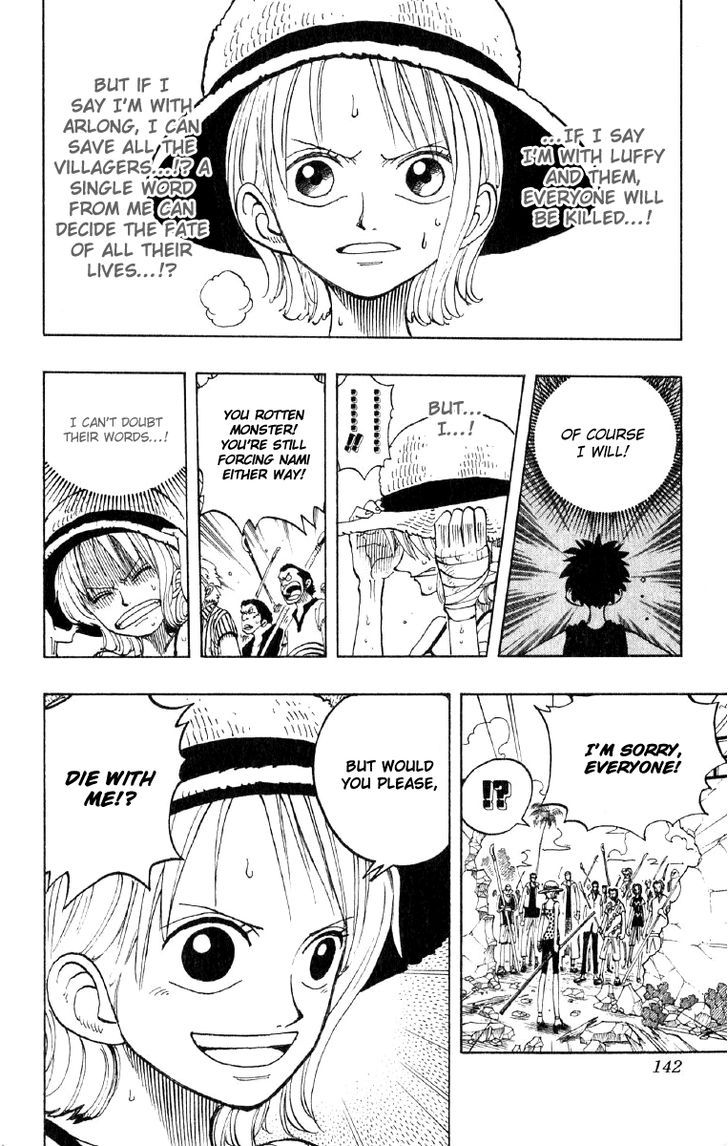 ...IF I SAY
I'M WITH LUFFY
AND THEM,
EVERYONE WILL
BE KILLED...!
BUT IF I
SAY I'M WITH
ARLONG, I CAN
SAVE ALL THE
VILLAGERS...!? A
SINGLE WORD
FROM ME CAN
DECIDE THE FATE
OF ALL THEIR
LIVES...!?
OF COURSE
I WILL!
BUT...
I...!
!!
YOU ROTTEN
MONSTER!
YOU'RE STILL
FORCING NAMI
EITHER WAY!
I CAN'T DOUBT
THEIR WORDS...!
I'M SORRY,
EVERYONE!
!?
BUT WOULD
YOU PLEASE,
DIE WITH
ME!?
142